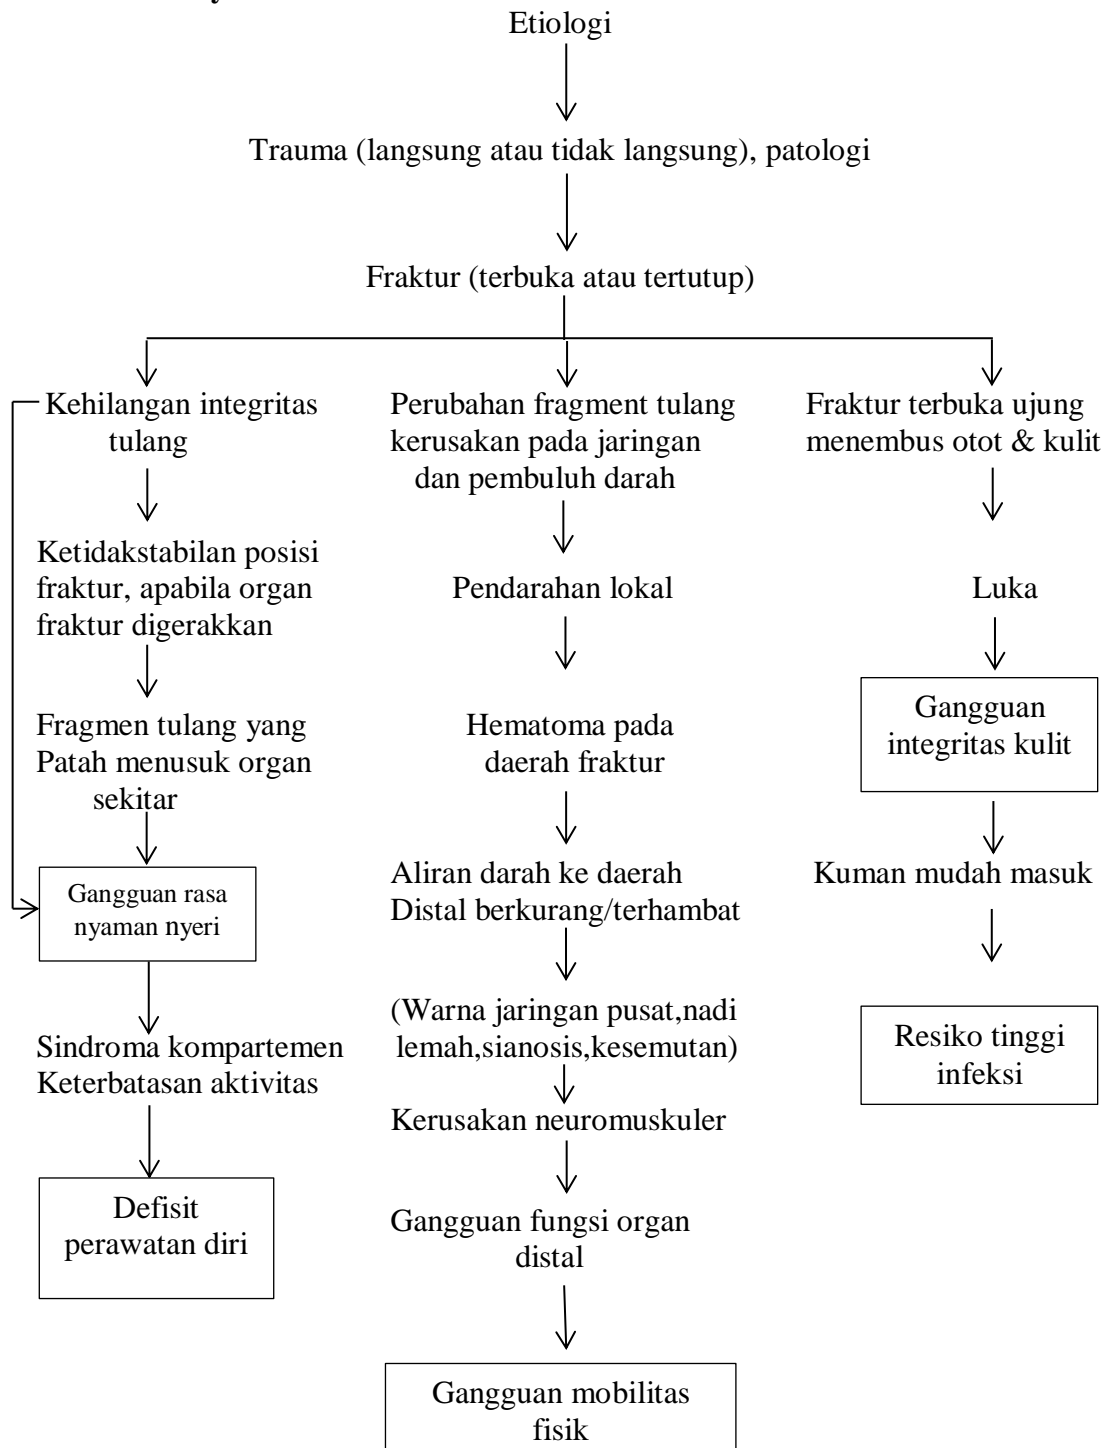 Etiologi
Trauma (langsung atau tidak langsung), patologi
Fraktur (terbuka atau tertutup)
Kehilangan integritas
tulang
Ketidakstabilan posisi
fraktur, apabila organ
fraktur digerakkan
Fragmen tulang yang
Patah menusuk organ
sekitar
Gangguan rasa
nyaman nyeri
Sindroma kompartemen
Keterbatasan aktivitas
Defisit
perawatan diri
Perubahan fragment tulang
kerusakan pada jaringan
dan pembuluh darah
Pendarahan lokal
Hematoma pada
daerah fraktur
Aliran darah ke daerah
Distal berkurang/terhambat
(Warna jaringan pusat,nadi
lemah,sianosis,kesemutan)
Kerusakan neuromuskuler
Gangguan fungsi organ
distal
Gangguan mobilitas
fisik
Fraktur terbuka ujung
menembus otot & kulit
Luka
Gangguan
integritas kulit
Kuman mudah masuk
Resiko tinggi
infeksi